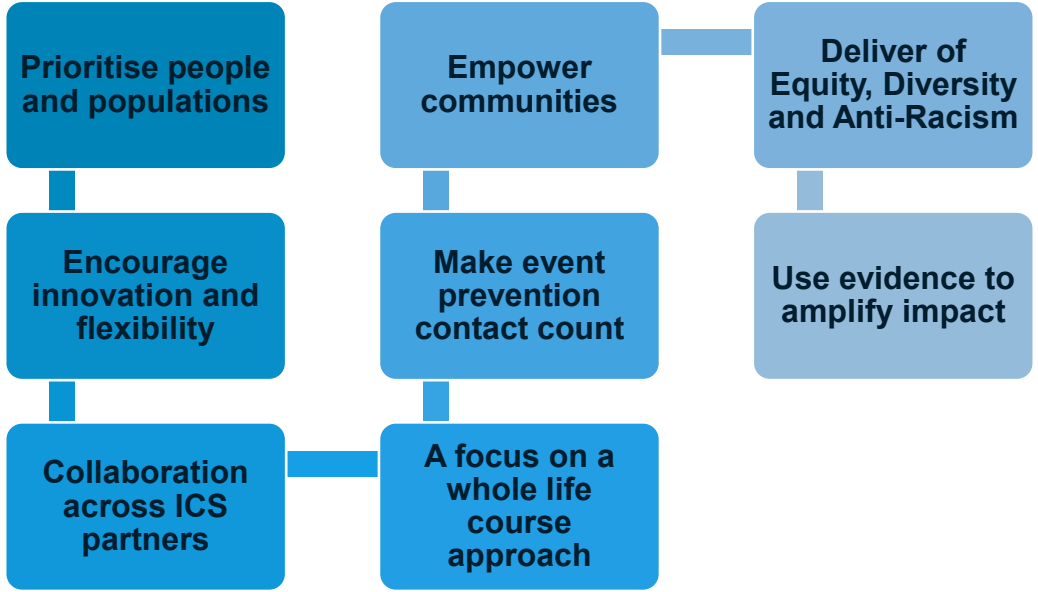 Prioritise people
and populations
Encourage
innovation and
flexibility
Collaboration
across ICS
partners
A focus on a
whole life
course
approach
Make event
prevention
contact count
Empower
communities
Deliver of
Equity, Diversity
and Anti-Racism
Use evidence to
amplify impact